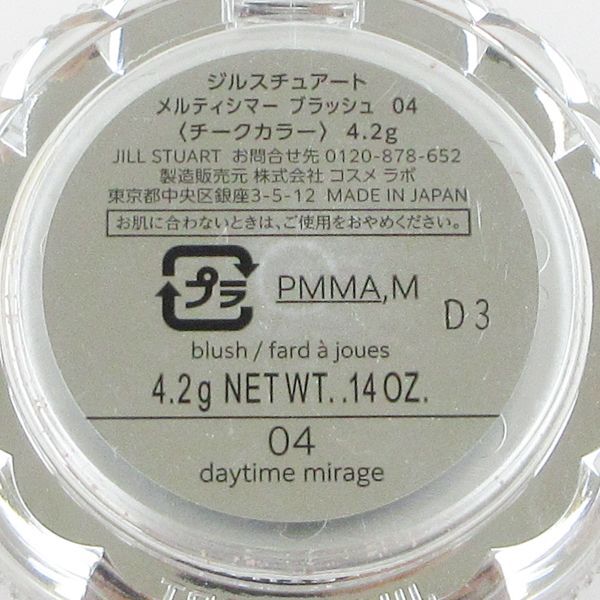 ジルスチュアート
メルティシマー ブラッシュ 04
〈チークカラー〉 4.2g
JILL STUART お問合せ先 0120-878-652
製造販売元 株式会社 コスメ ラボ
東京都中央区銀座3-5-12 MADE IN JAPAN
お肌に合わないときは、ご使用をおやめください。
プラ PMMA,M
D3
blush / fard à joues
4.2g NET WT. .14 OZ.
04
daytime mirage